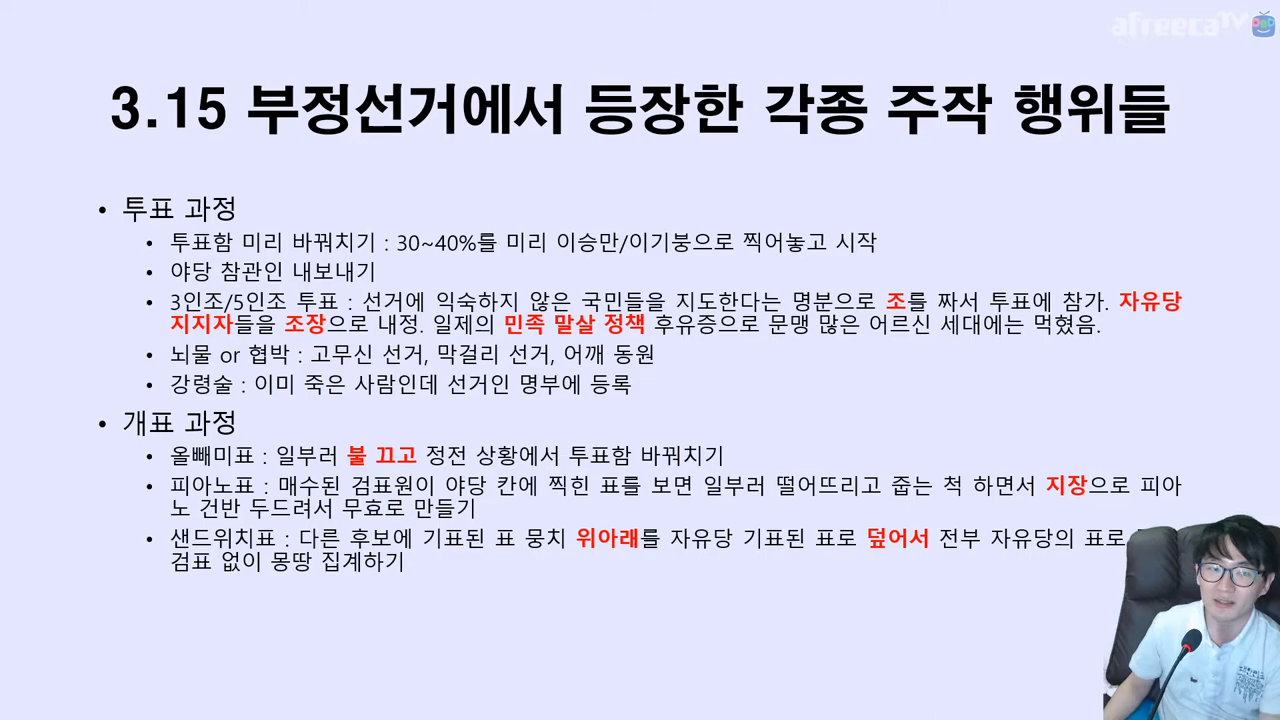 afreecaTV
3.15 부정선거에서 등장한 각종 주작 행위들
• 투표 과정
• 투표함 미리 바꿔치기 : 30~40%를 미리 이승만/이기붕으로 찍어놓고 시작
• 야당 참관인 내보내기
• 3인조/5인조 투표 : 선거에 익숙하지 않은 국민들을 지도한다는 명분으로 조를 짜서 투표에 참가. 자유당
지지자들을 조장으로 내정. 일제의 민족 말살 정책 후유증으로 문맹 많은 어르신 세대에는 먹혔음.
• 뇌물 or 협박 : 고무신 선거, 막걸리 선거, 어깨 동원
• 강령술 : 이미 죽은 사람인데 선거인 명부에 등록
• 개표 과정
• 올빼미표 : 일부러 불 끄고 정전 상황에서 투표함 바꿔치기
• 피아노표 : 매수된 검표원이 야당 칸에 찍힌 표를 보면 일부러 떨어뜨리고 줍는 척 하면서 지장으로 피아
노 건반 두드려서 무효로 만들기
• 샌드위치표 : 다른 후보에 기표된 표 뭉치 위아래를 자유당 기표된 표로 덮어서 전부 자유당의 표로
검표 없이 몽땅 집계하기